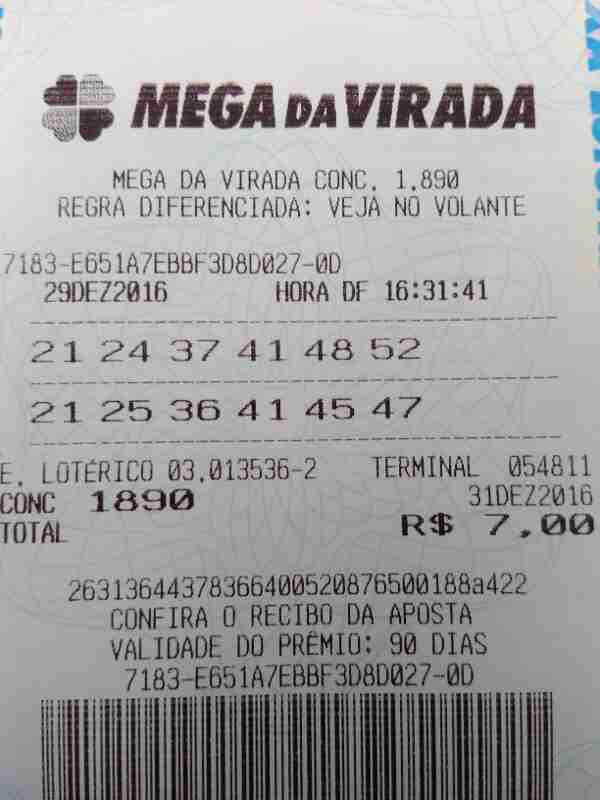 MEGA DA VIRADA
MEGA DA VIRADA CONC. 1.890
REGRA DIFERENCIADA: VEJA NO VOLANTE
7183-E651A7EBBF3D8D027-0D
29DEZ2016 HORA DF 16:31:41
21 24 37 41 48 52
21 25 36 41 45 47
E. LOTÉRICO 03.013536-2 TERMINAL 054811
CONC 1890 31DEZ2016
TOTAL R$ 7,00
26313644378366400520876500188a422
CONFIRA O RECIBO DA APOSTA
VALIDADE DO PRÊMIO: 90 DIAS
7183-E651A7EBBF3D8D027-0D